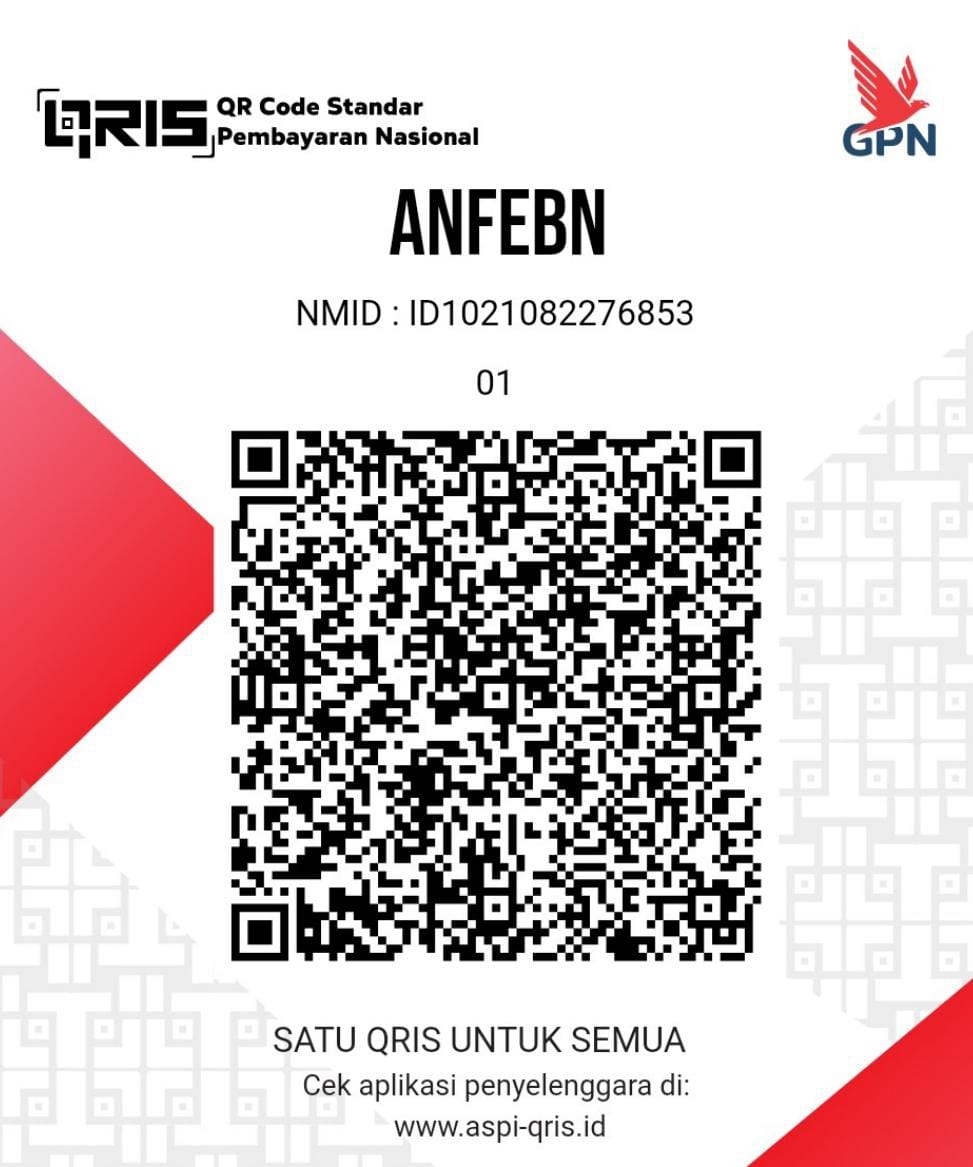 QRIS QR Code Standar
Pembayaran Nasional
GPN
ANFEBN
NMID : ID1021082276853
01
SATU QRIS UNTUK SEMUA
Cek aplikasi penyelenggara di:
www.aspi-qris.id